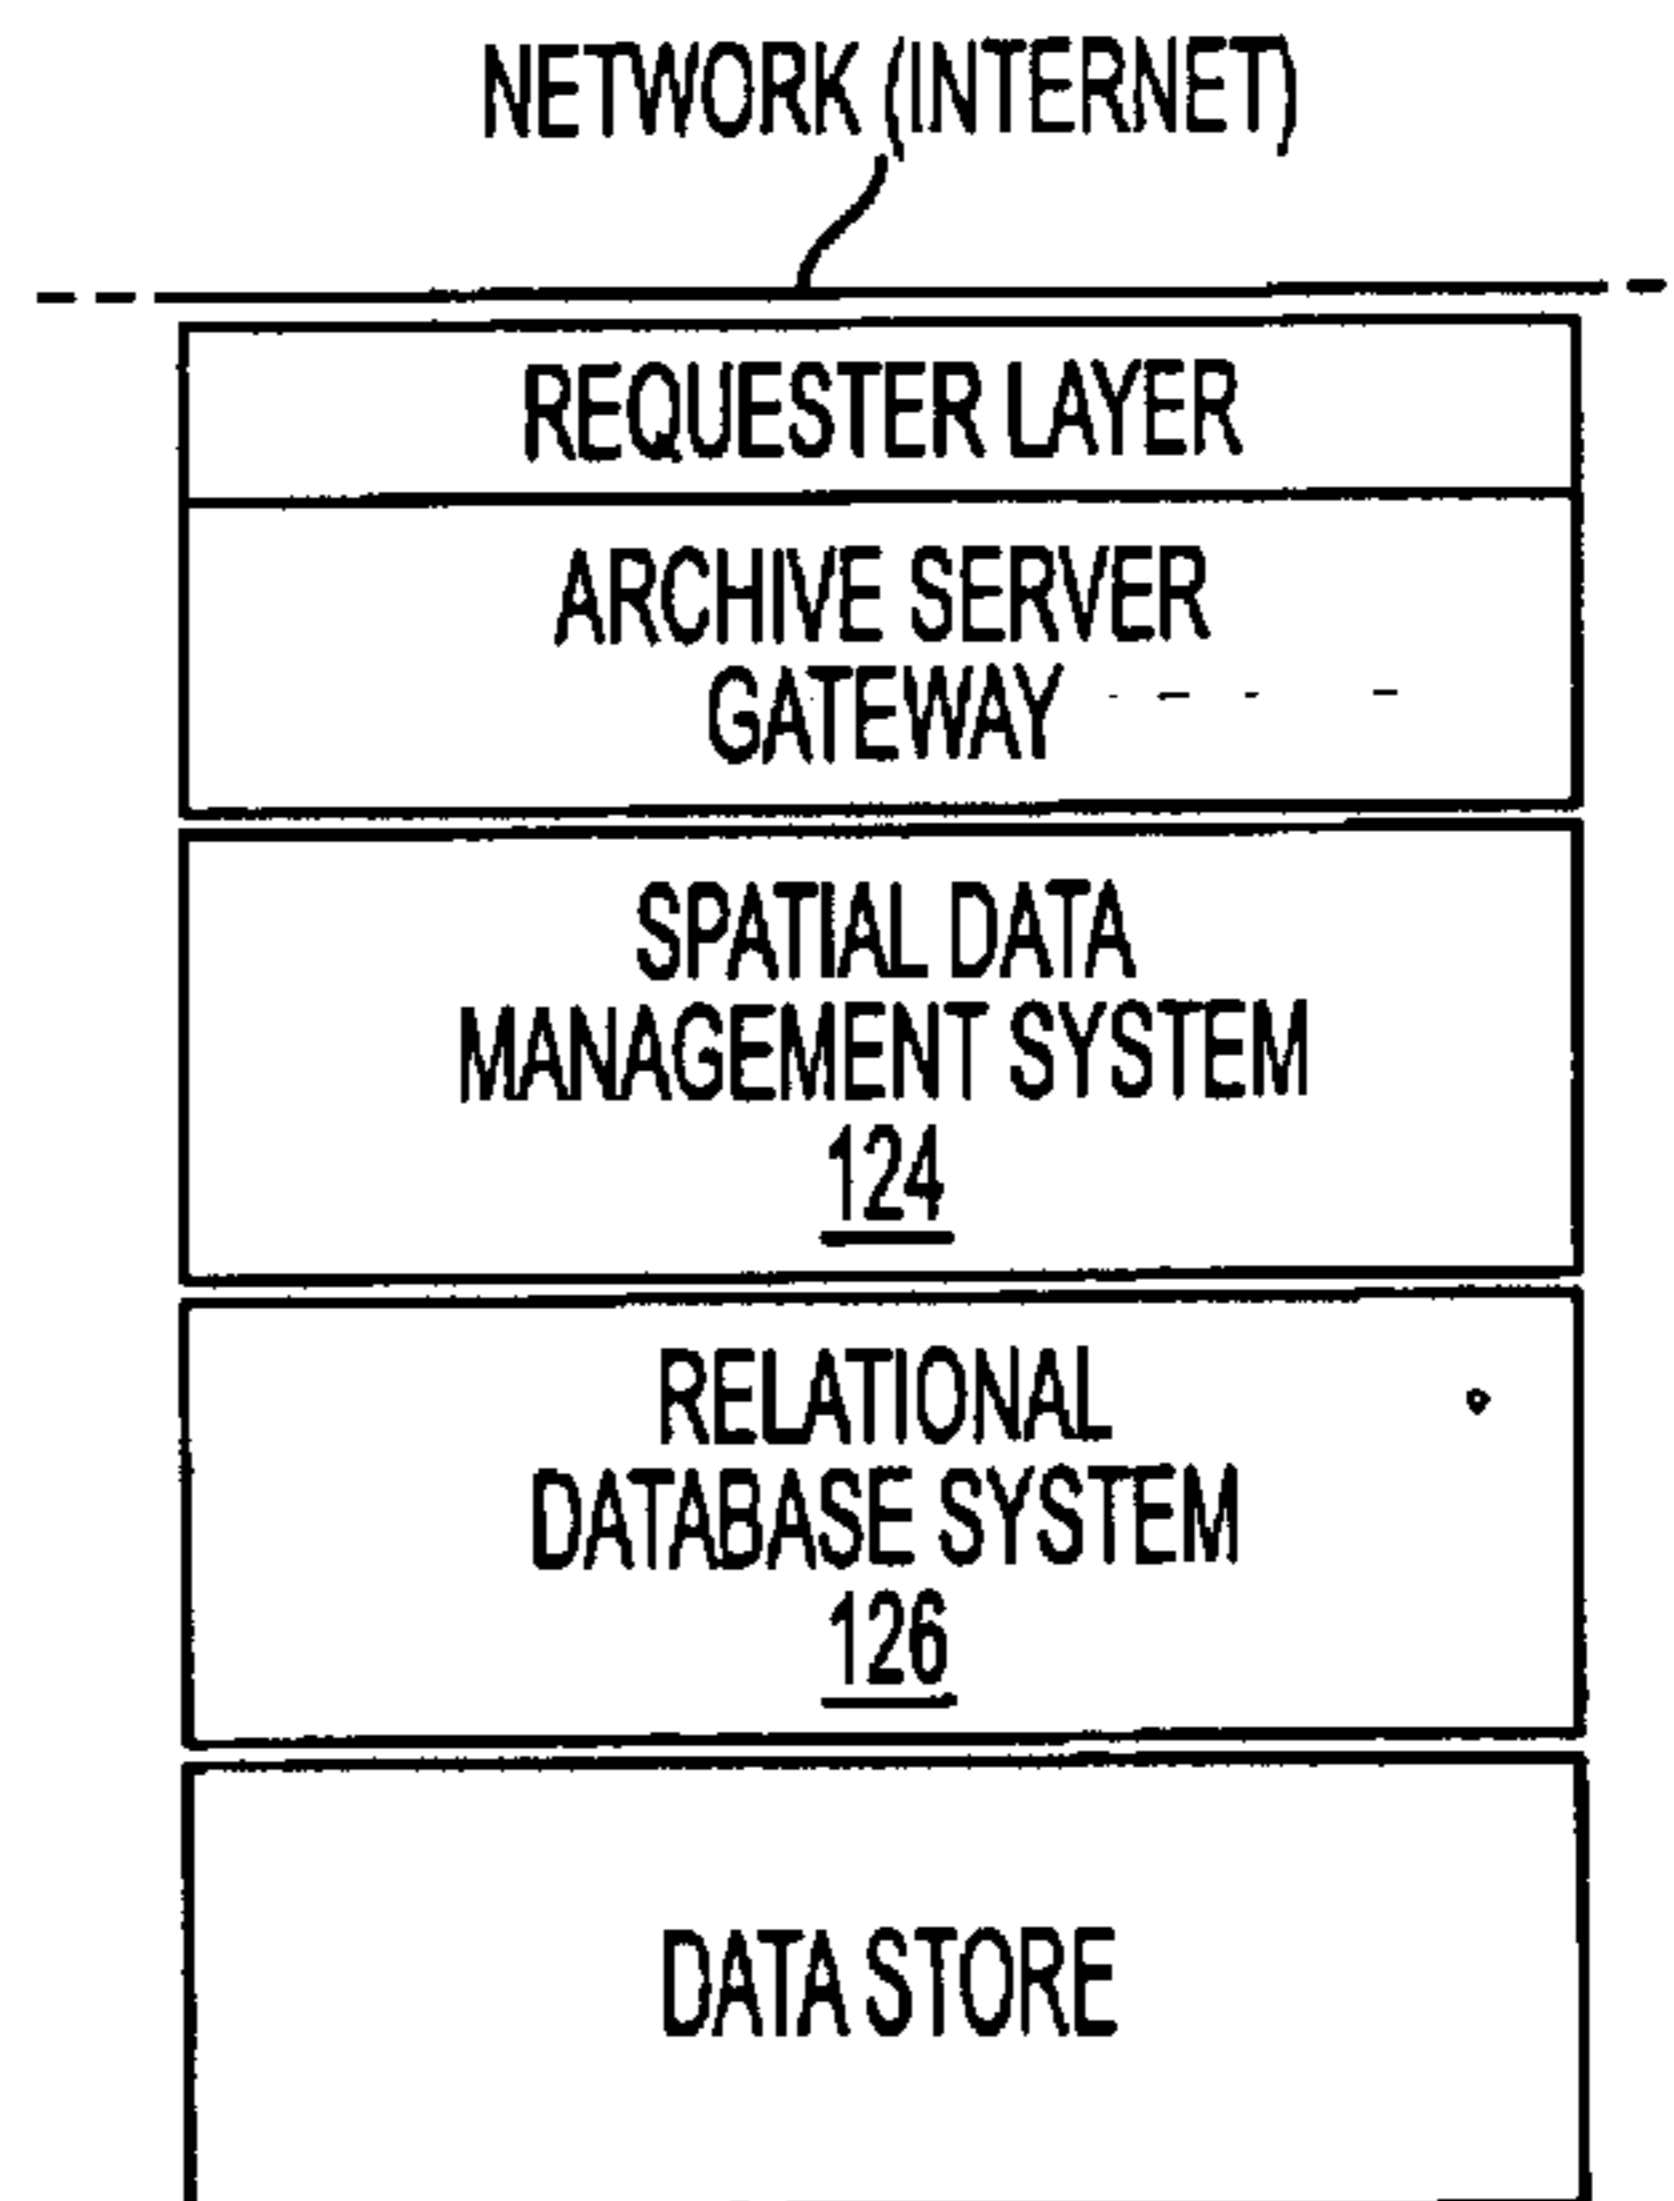 NETWORK (INTERNET)
REQUESTER LAYER
ARCHIVE SERVER
GATEWAY
SPATIAL DATA
MANAGEMENT SYSTEM
124
RELATIONAL
DATABASE SYSTEM
126
DATA STORE